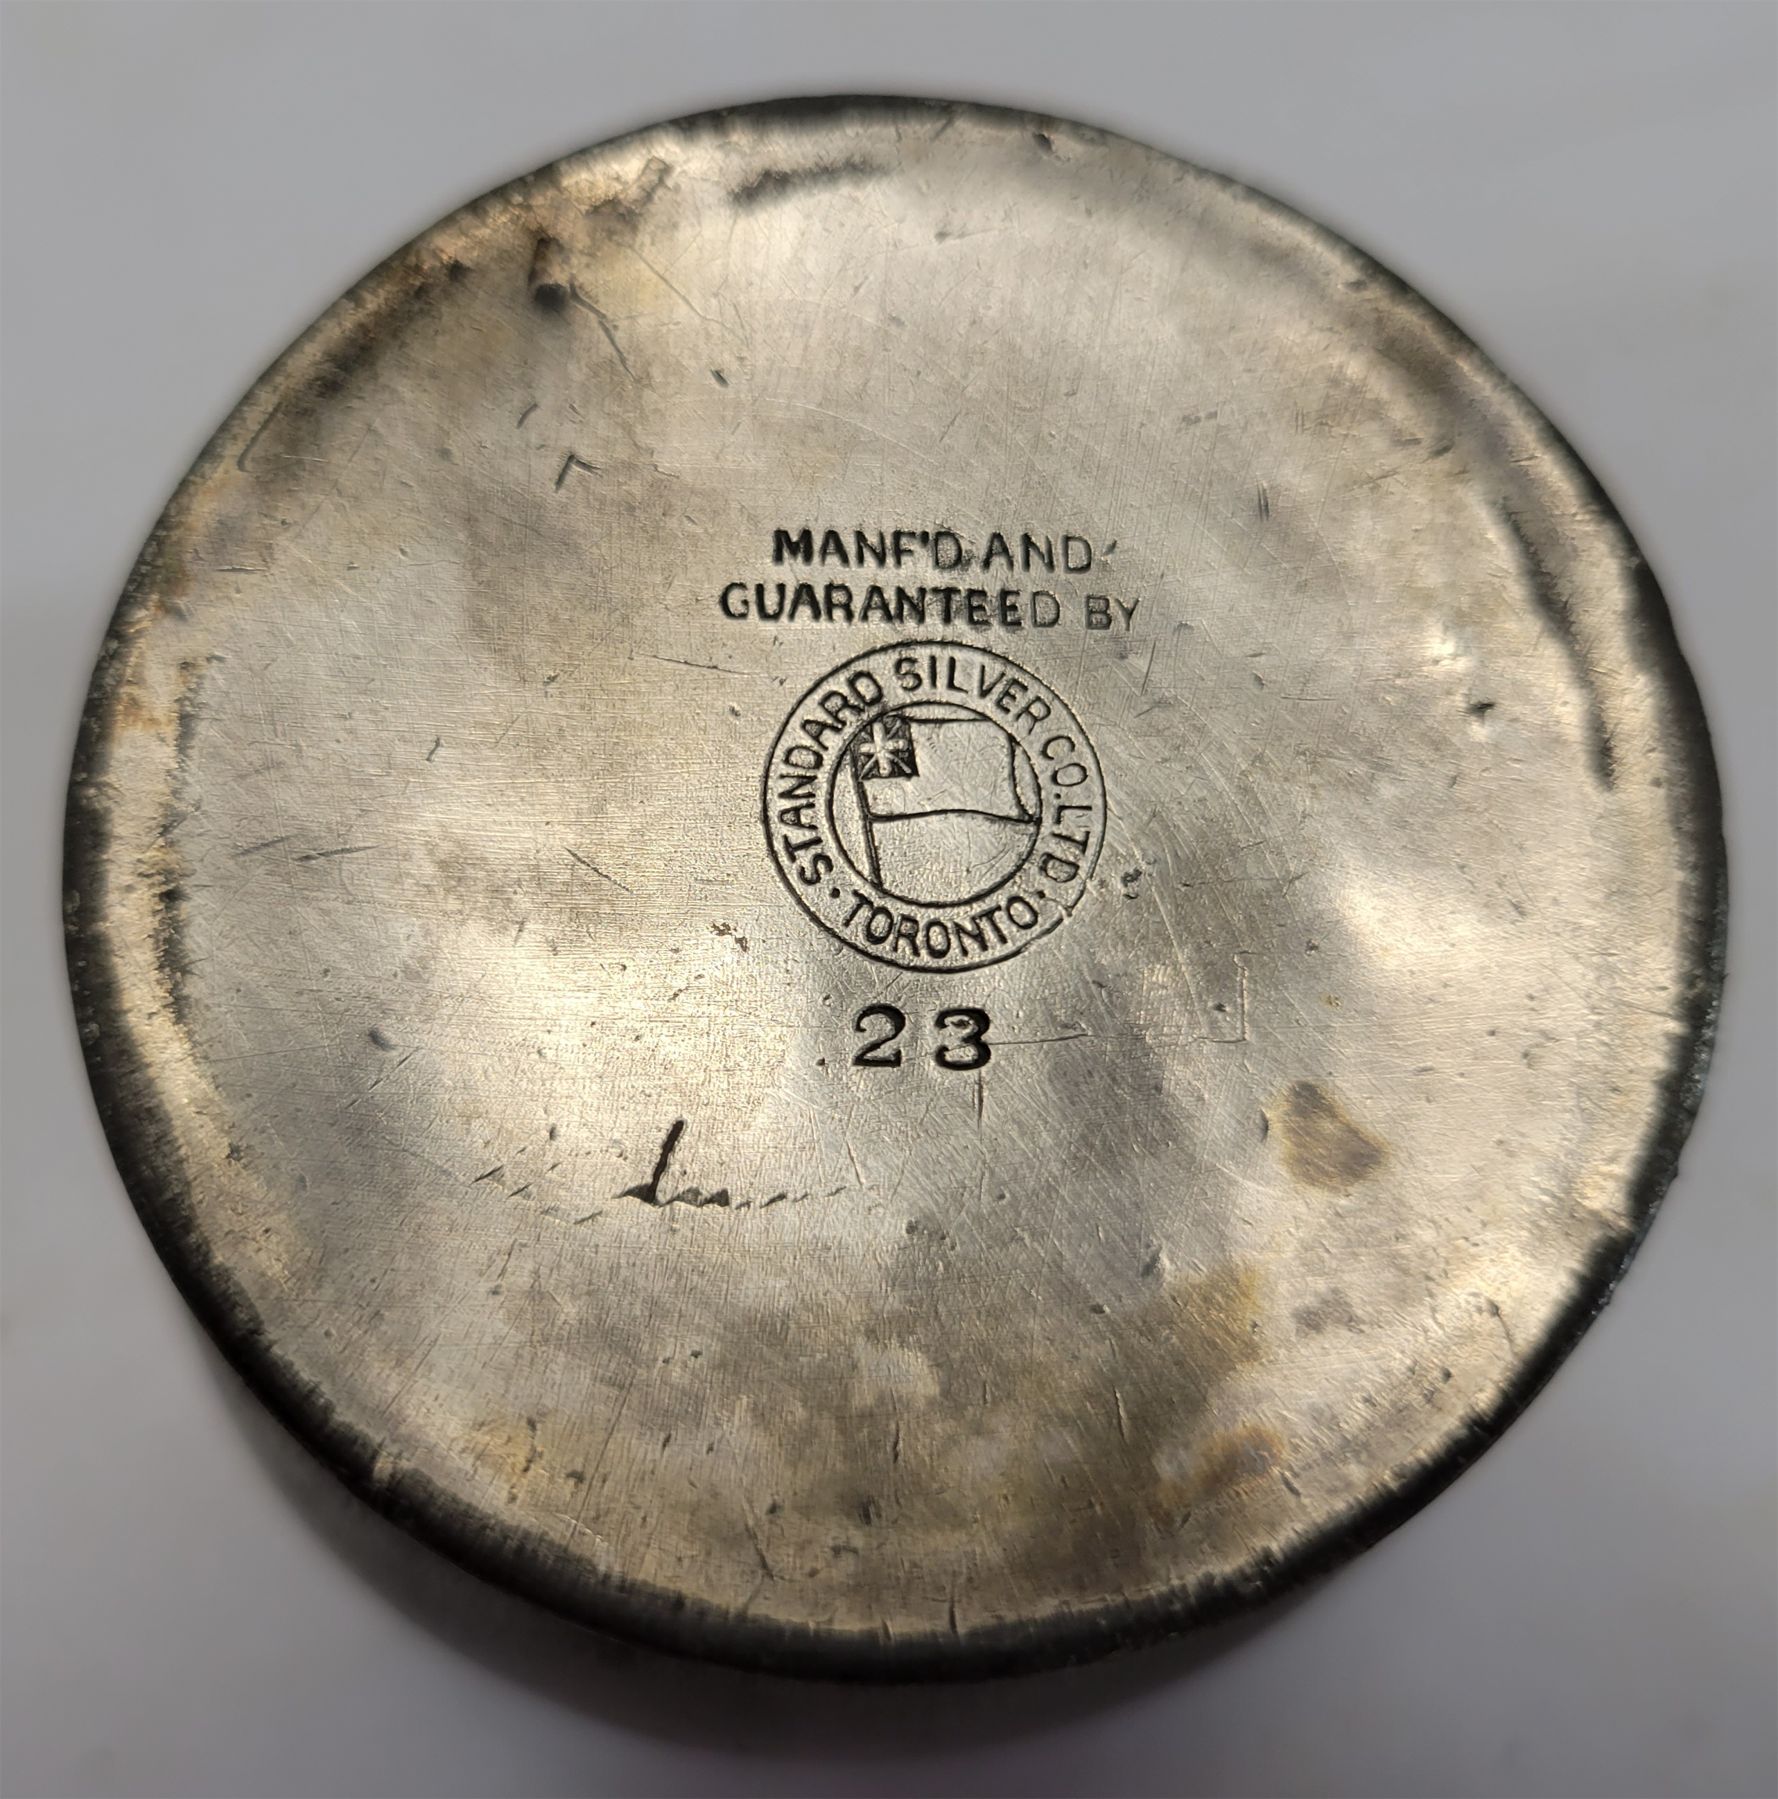 MANF'D AND
GUARANTEED BY
STANDARD SILVER CO. LTD.
· TORONTO ·
23